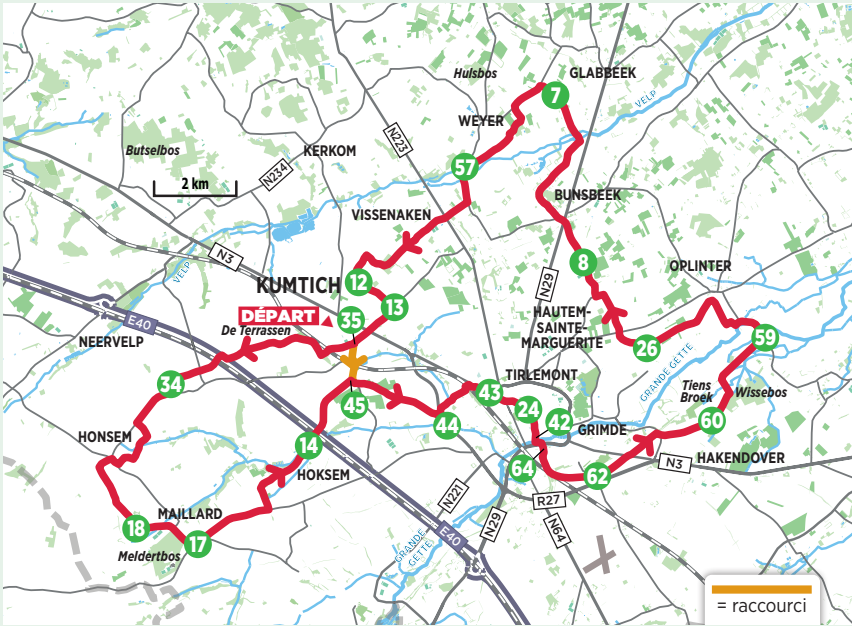 Hulsbos
GLABBEEK
7
VELP
WEYER
N223
Butselbos
KERKOM
57
N234
2 km
BUNSBEEK
VISSENAKEN
N3
VELP
8
OPLINTER
KUMTICH
12
N29
13
DÉPART
35
HAUTEM-
SAINTE-
MARGUERITE
E40
De Terrassen
NEERVELP
26
59
GRANDE GETTE
34
TIRLEMONT
Tiens
Broek
Wissebos
43
45
24
42
60
44
GRIMDE
HONSEM
14
N3
HAKENDOVER
64
HOKSEM
62
N221
R27
MAILLARD
18
N29
N64
17
E40
Meldertbos
GRANDE
GETTE
= raccourci